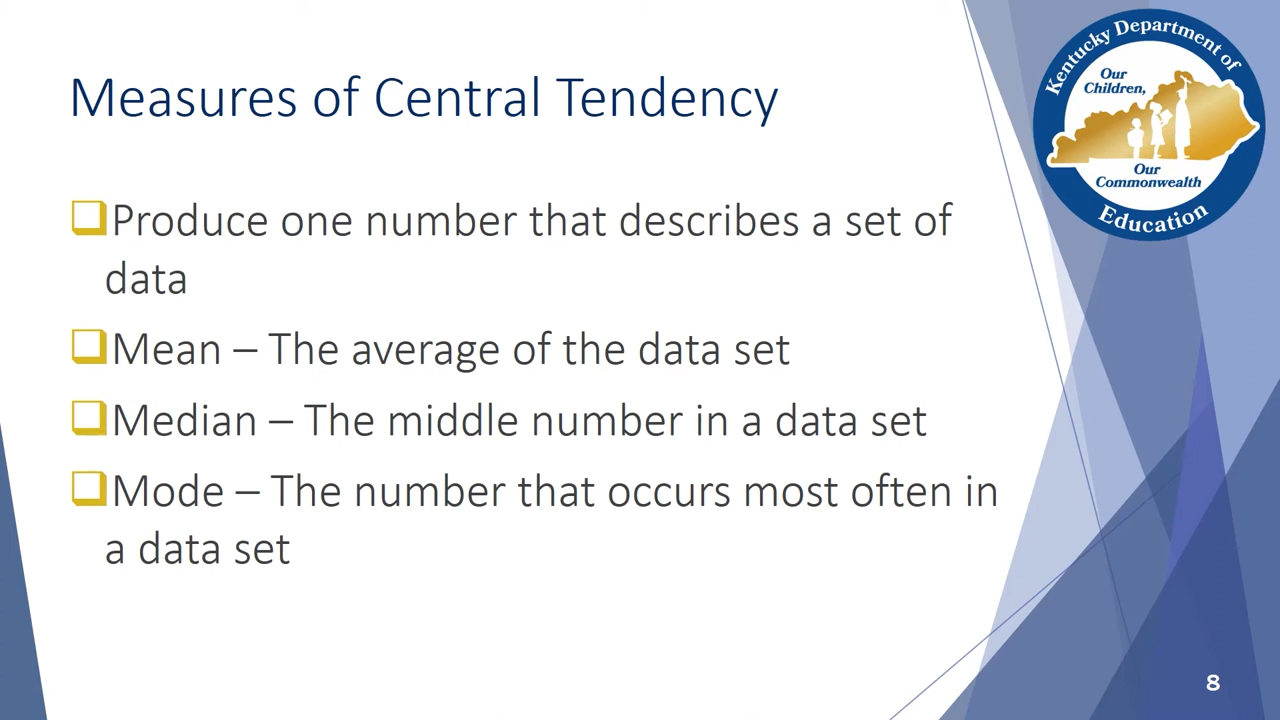 Measures of Central Tendency
Kentucky Department of
Our
Children,
Our
Commonwealth
Education
❑Produce one number that describes a set of
data
❑Mean – The average of the data set
❑Median – The middle number in a data set
❑Mode – The number that occurs most often in
a data set
8